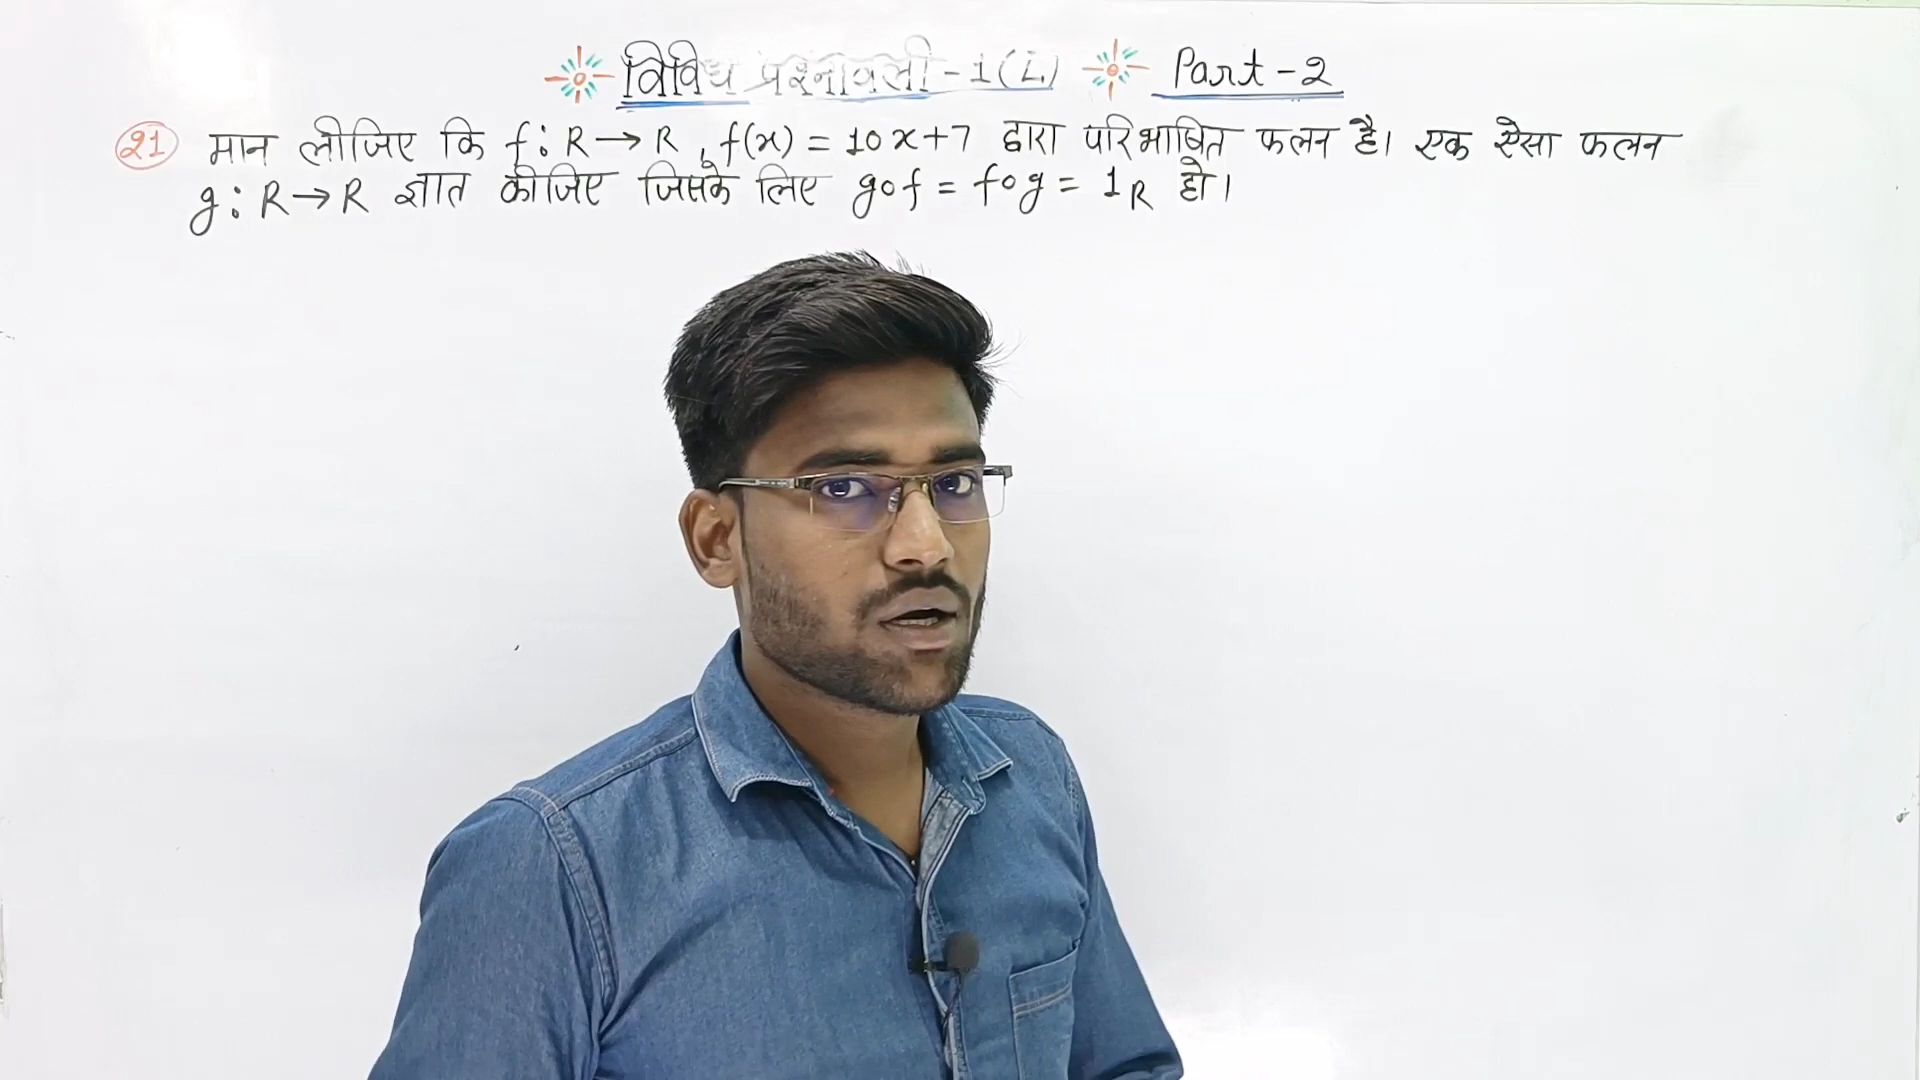 विविध प्रश्नावली - 1 (L) Part - 2
21 मान लीजिए कि f : R → R , f(x) = 10x+7 द्वारा परिभाषित फलन है। एक ऐसा फलन
g : R → R ज्ञात कीजिए जिसके लिए gof = fog = 1R हो।